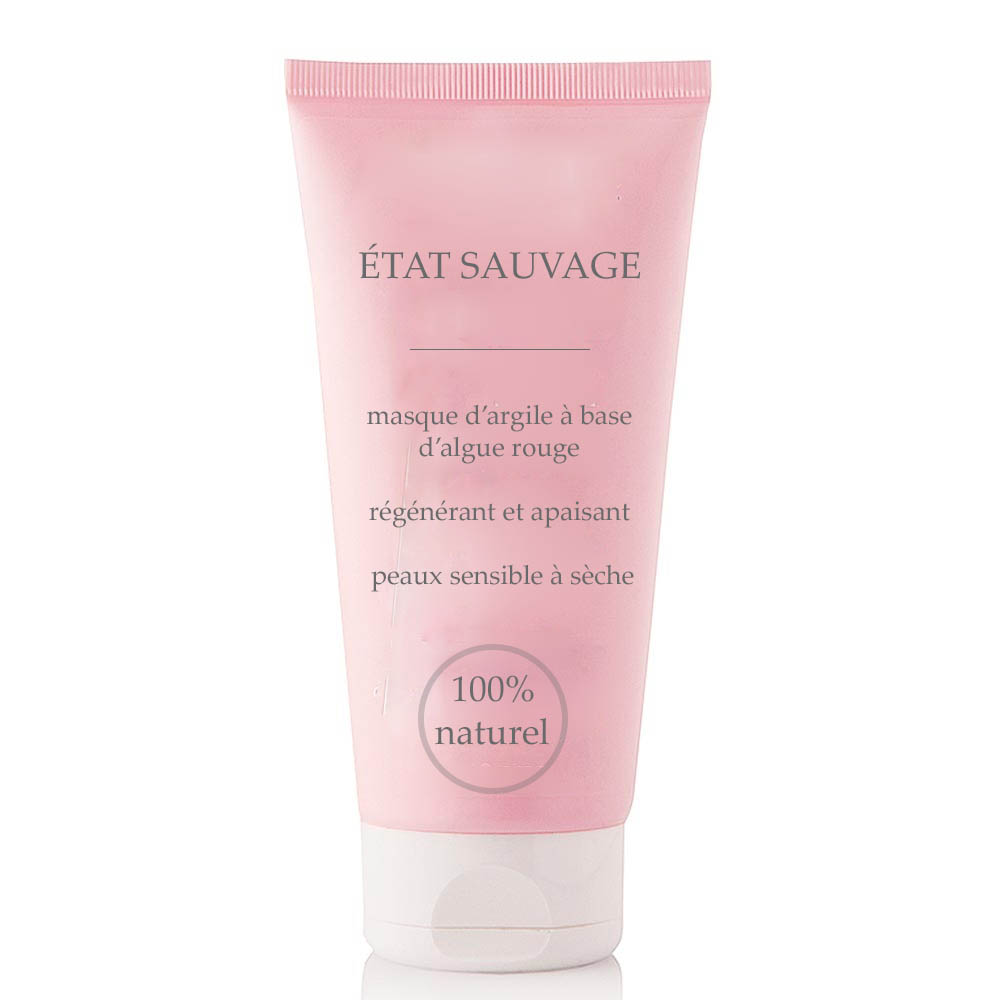 ÉTAT SAUVAGE
masque d’argile à base
d’algue rouge
régénérant et apaisant
peaux sensible à sèche
100%
naturel